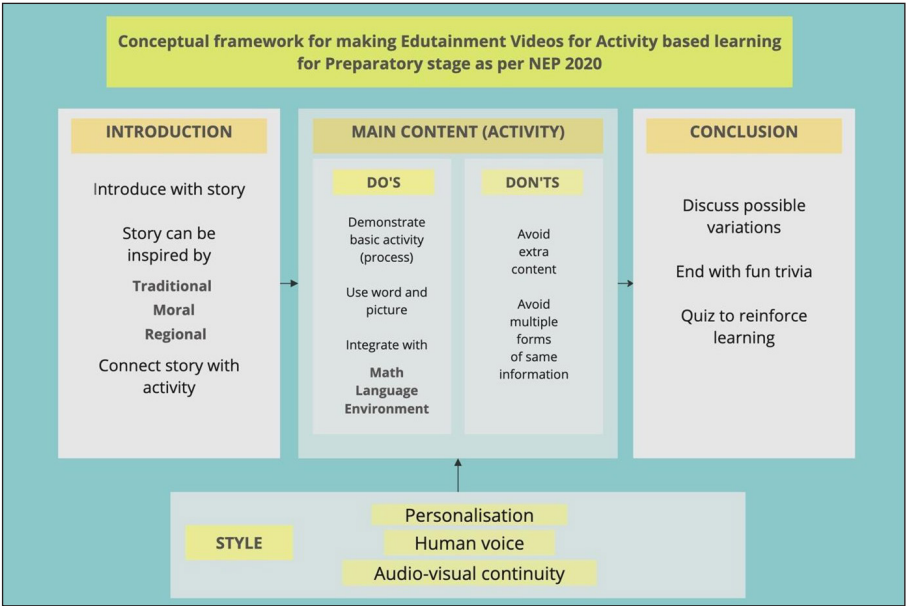 Conceptual framework for making Edutainment Videos for Activity based learning
for Preparatory stage as per NEP 2020
INTRODUCTION
Introduce with story
Story can be
inspired by
Traditional
Moral
Regional
Connect story with
activity
MAIN CONTENT (ACTIVITY)
DO'S
Demonstrate
basic activity
(process)
Use word and
picture
Integrate with
Math
Language
Environment
DON'TS
Avoid
extra
content
Avoid
multiple
forms
of same
information
CONCLUSION
Discuss possible
variations
End with fun trivia
Quiz to reinforce
learning
STYLE
Personalisation
Human voice
Audio-visual continuity